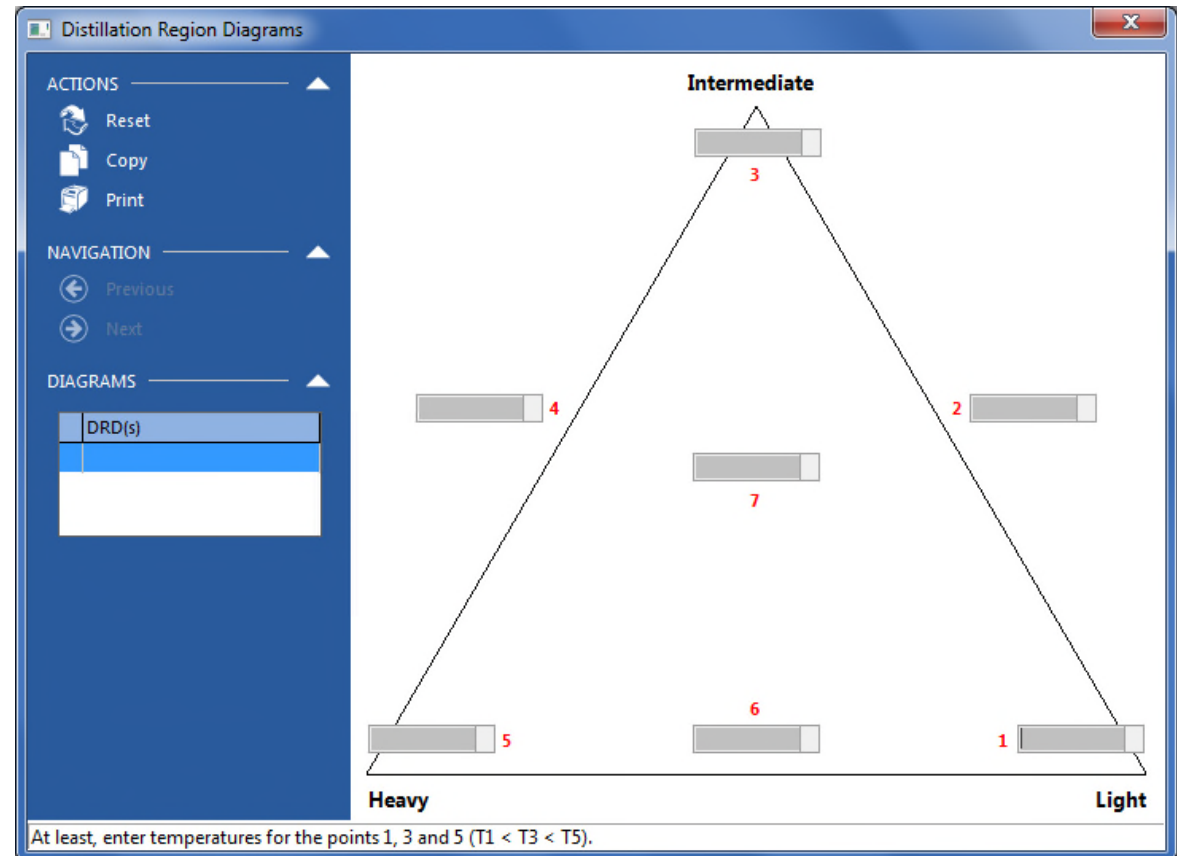 Distillation Region Diagrams
ACTIONS
Reset
Copy
Print
NAVIGATION
Previous
Next
DIAGRAMS
DRD(s)
Intermediate
3
4
2
7
6
5
1
Heavy
Light
At least, enter temperatures for the points 1, 3 and 5 (T1 < T3 < T5).